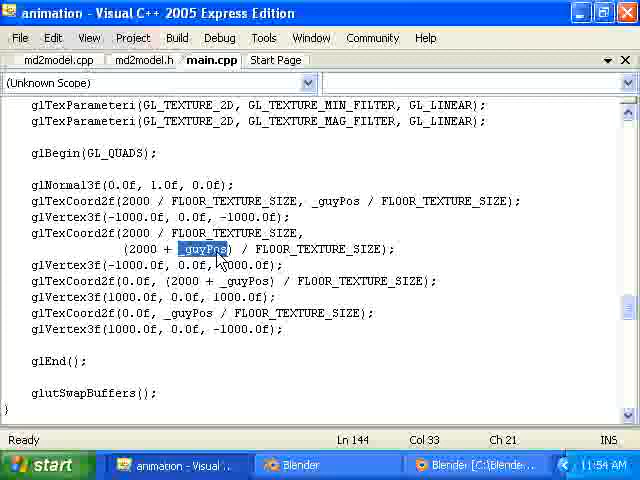 animation - Visual C++ 2005 Express Edition
File Edit View Project Build Debug Tools Window Community Help
md2model.cpp md2model.h main.cpp Start Page
(Unknown Scope)
glTexParameteri(GL_TEXTURE_2D, GL_TEXTURE_MIN_FILTER, GL_LINEAR);
glTexParameteri(GL_TEXTURE_2D, GL_TEXTURE_MAG_FILTER, GL_LINEAR);
glBegin(GL_QUADS);
glNormal3f(0.0f, 1.0f, 0.0f);
glTexCoord2f(2000 / FLOOR_TEXTURE_SIZE, _guyPos / FLOOR_TEXTURE_SIZE);
glVertex3f(-1000.0f, 0.0f, -1000.0f);
glTexCoord2f(2000 / FLOOR_TEXTURE_SIZE,
(2000 + _guyPos) / FLOOR_TEXTURE_SIZE);
glVertex3f(-1000.0f, 0.0f, 1000.0f);
glTexCoord2f(0.0f, (2000 + _guyPos) / FLOOR_TEXTURE_SIZE);
glVertex3f(1000.0f, 0.0f, 1000.0f);
glTexCoord2f(0.0f, _guyPos / FLOOR_TEXTURE_SIZE);
glVertex3f(1000.0f, 0.0f, -1000.0f);
glEnd();
glutSwapBuffers();
}
Ready Ln 144 Col 33 Ch 21 INS
start animation - Visual ... Blender Blender [C:\Blende... 11:54 AM